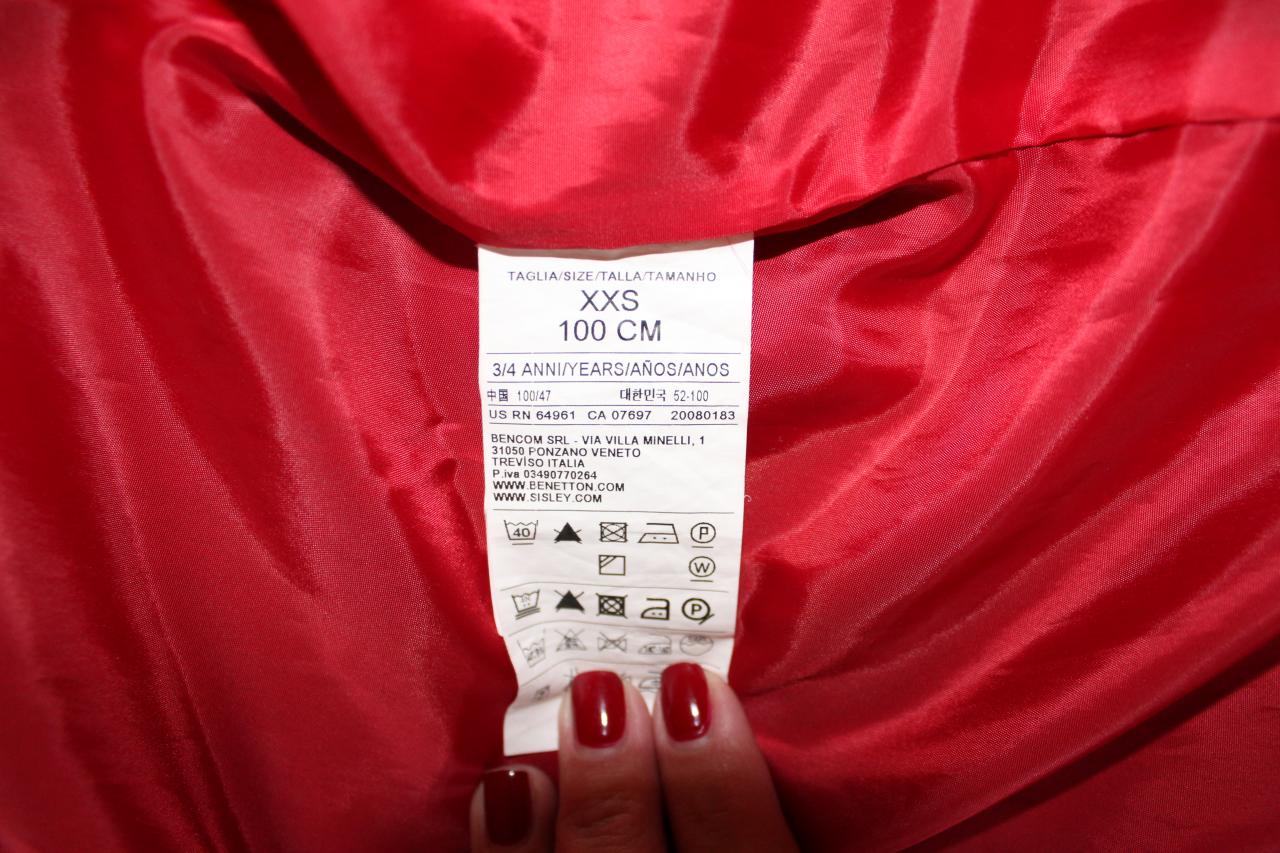 TAGLIA/SIZE/TALLA/TAMANHO
XXS
100 CM
3/4 ANNI/YEARS/AÑOS/ANOS
中国 100/47 대한민국 52-100
US RN 64961 CA 07697 20080183
BENCOM SRL - VIA VILLA MINELLI, 1
31050 PONZANO VENETO
TREVISO ITALIA
P.iva 03490770264
WWW.BENETTON.COM
WWW.SISLEY.COM
40 P
W
P